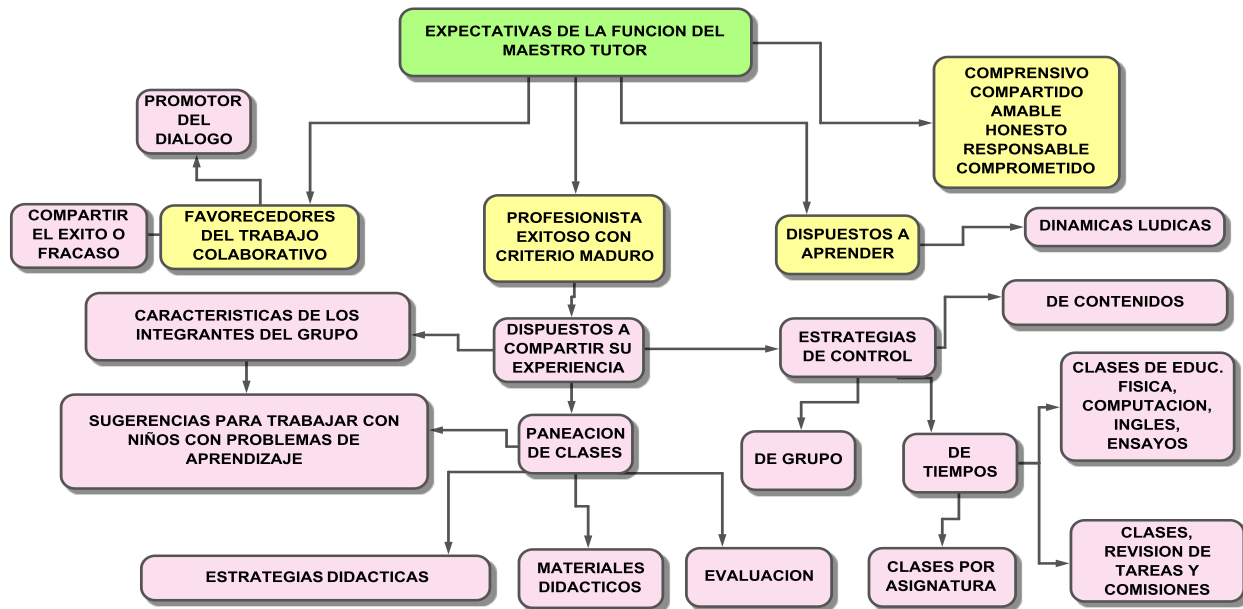 EXPECTATIVAS DE LA FUNCION DEL
MAESTRO TUTOR
COMPRENSIVO
COMPARTIDO
AMABLE
HONESTO
RESPONSABLE
COMPROMETIDO
PROMOTOR
DEL
DIALOGO
COMPARTIR
EL EXITO O
FRACASO
FAVORECEDORES
DEL TRABAJO
COLABORATIVO
PROFESIONISTA
EXITOSO CON
CRITERIO MADURO
DISPUESTOS A
APRENDER
DINAMICAS LUDICAS
CARACTERISTICAS DE LOS
INTEGRANTES DEL GRUPO
DISPUESTOS A
COMPARTIR SU
EXPERIENCIA
ESTRATEGIAS
DE CONTROL
DE CONTENIDOS
SUGERENCIAS PARA TRABAJAR CON
NIÑOS CON PROBLEMAS DE
APRENDIZAJE
PANEACION
DE CLASES
DE GRUPO
DE
TIEMPOS
CLASES DE EDUC.
FISICA,
COMPUTACION,
INGLES,
ENSAYOS
ESTRATEGIAS DIDACTICAS
MATERIALES
DIDACTICOS
EVALUACION
CLASES POR
ASIGNATURA
CLASES,
REVISION DE
TAREAS Y
COMISIONES